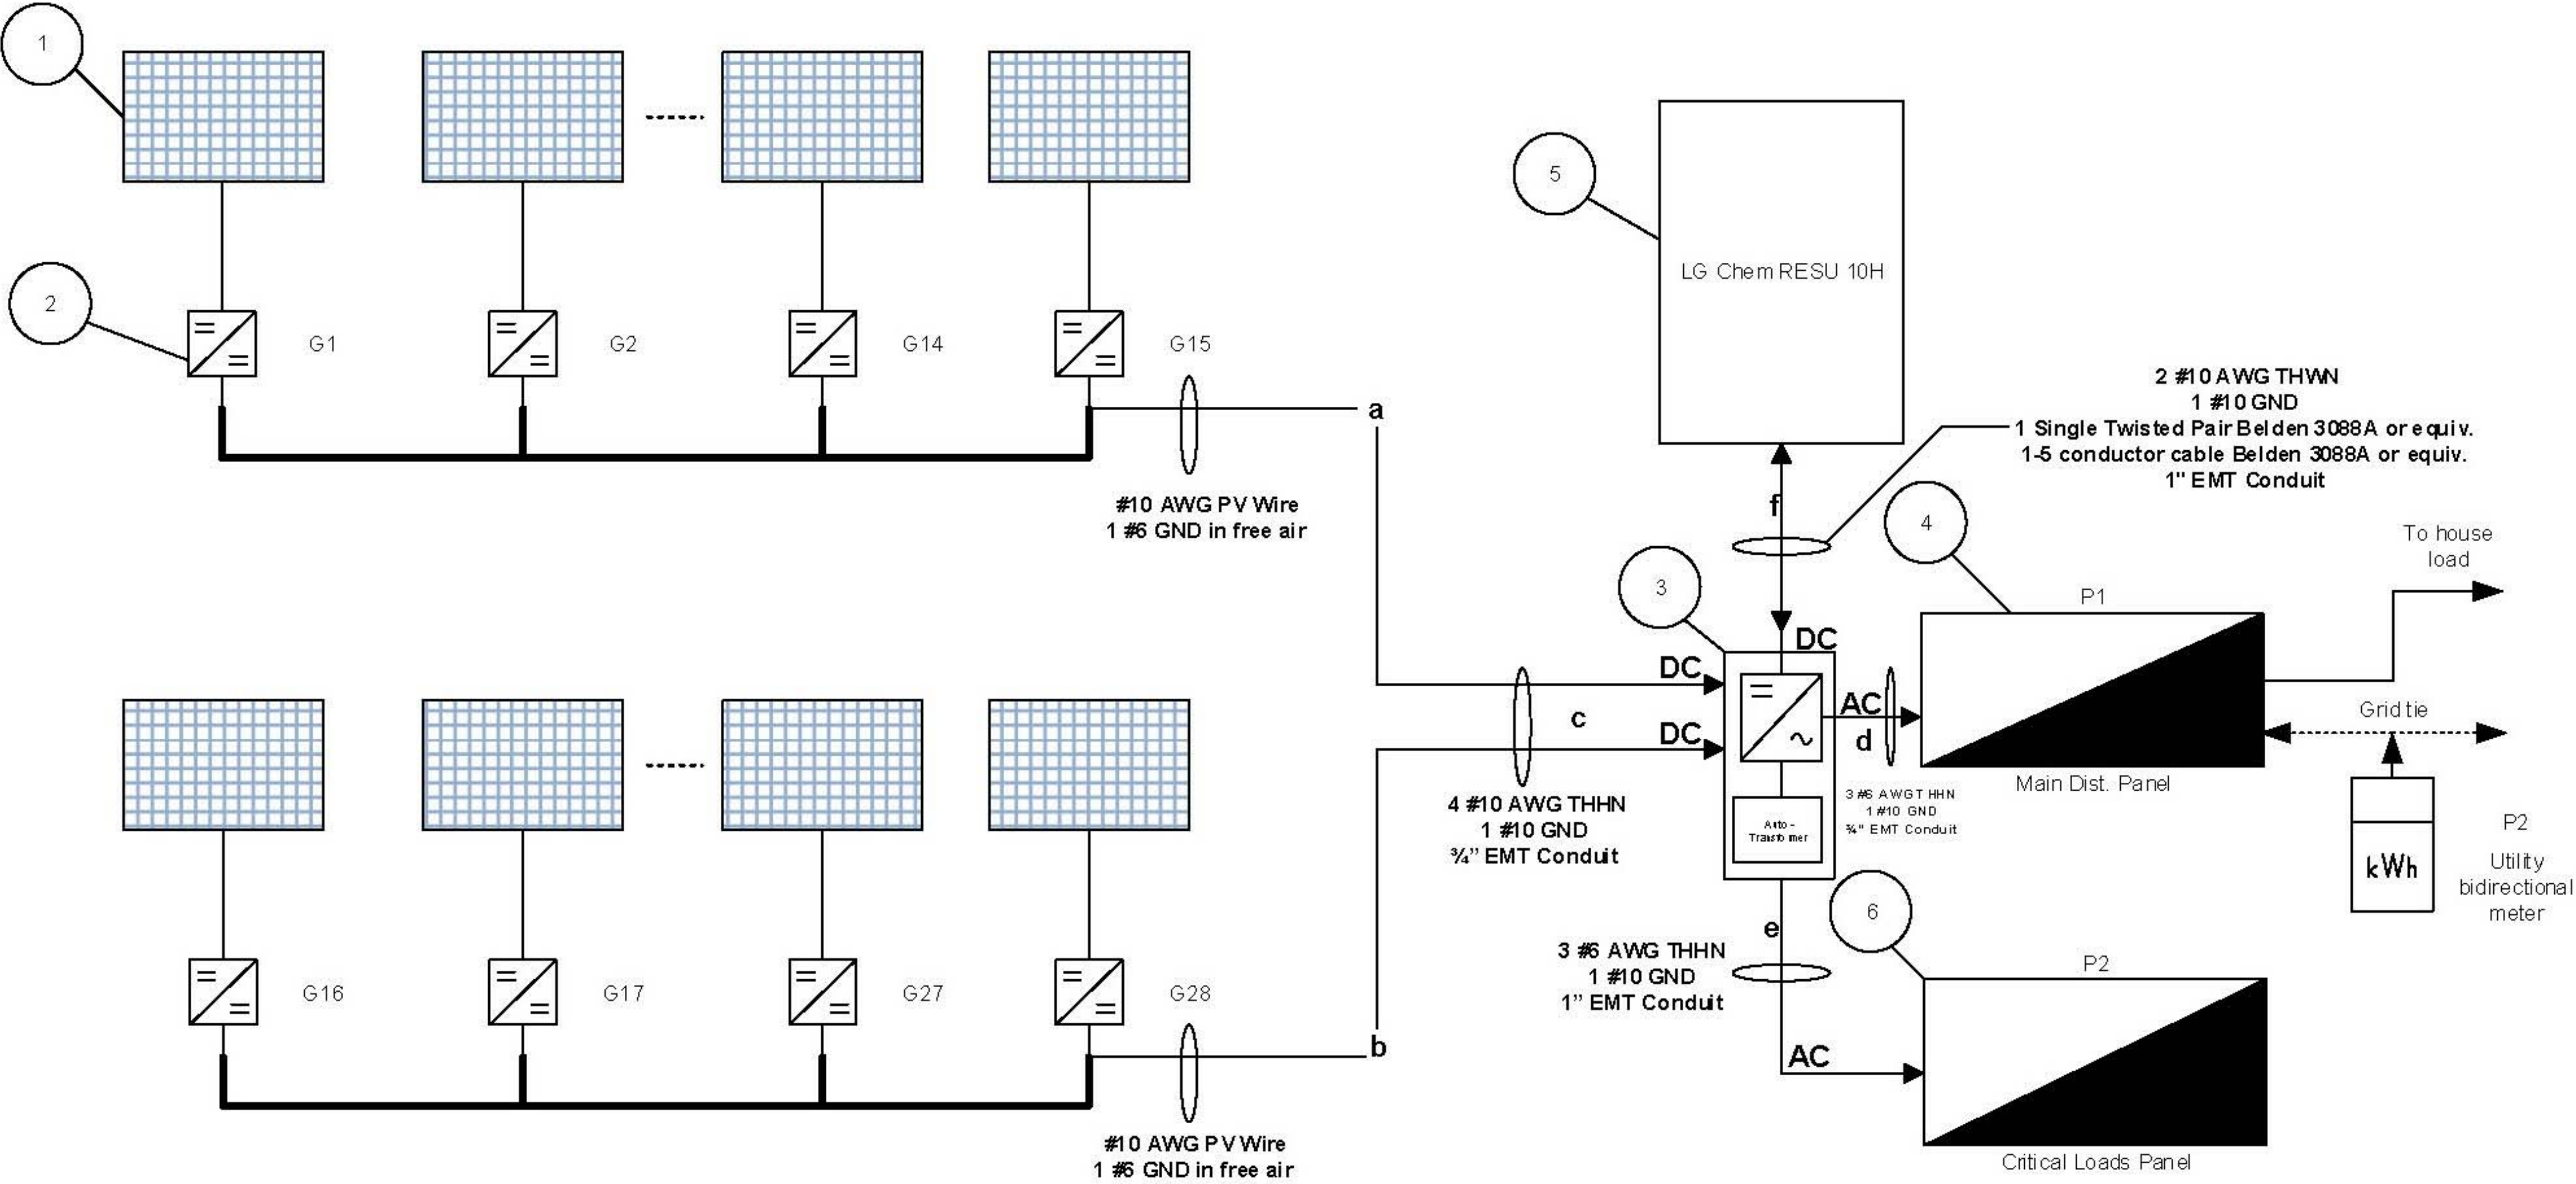 1
2
G1
G2
G14
G15
#10 AWG PV Wire
1 #6 GND in free air
a
5
LG Chem RESU 10H
2 #10 AWG THWN
1 #10 GND
1 Single Twisted Pair Belden 3088A or equiv.
1-5 conductor cable Belden 3088A or equiv.
1" EMT Conduit
f
4
3
P1
To house
load
DC
DC
DC
c
AC
d
Grid tie
Main Dist. Panel
4 #10 AWG THHN
1 #10 GND
¾” EMT Conduit
3 #6 AWG THHN
1 #10 GND
¾" EMT Conduit
Auto-
Transformer
kWh
P2
Utility
bidirectional
meter
6
e
3 #6 AWG THHN
1 #10 GND
1” EMT Conduit
P2
AC
Critical Loads Panel
G16
G17
G27
G28
b
#10 AWG PV Wire
1 #6 GND in free air